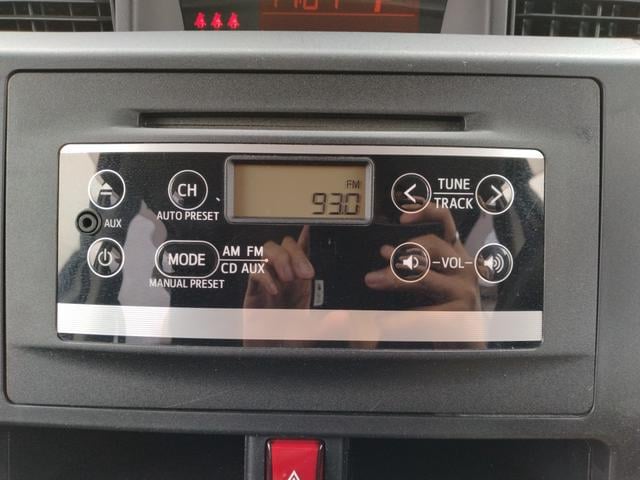 CH
AUTO PRESET
FM
93.0
TUNE
TRACK
AUX
MODE
AM FM
CD AUX
MANUAL PRESET
-VOL-